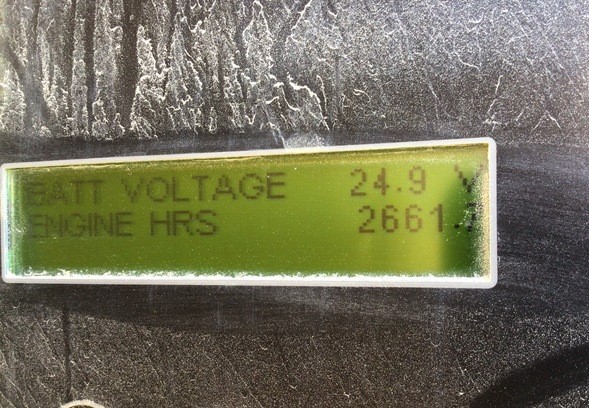 BATT VOLTAGE 24.9 V
ENGINE HRS 2661